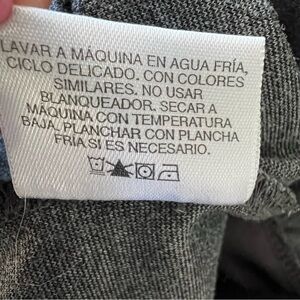 LAVAR A MÁQUINA EN AGUA FRÍA,
CICLO DELICADO. CON COLORES
SIMILARES. NO USAR
BLANQUEADOR. SECAR A
MÁQUINA CON TEMPERATURA
BAJA. PLANCHAR CON PLANCHA
FRÍA SI ES NECESARIO.